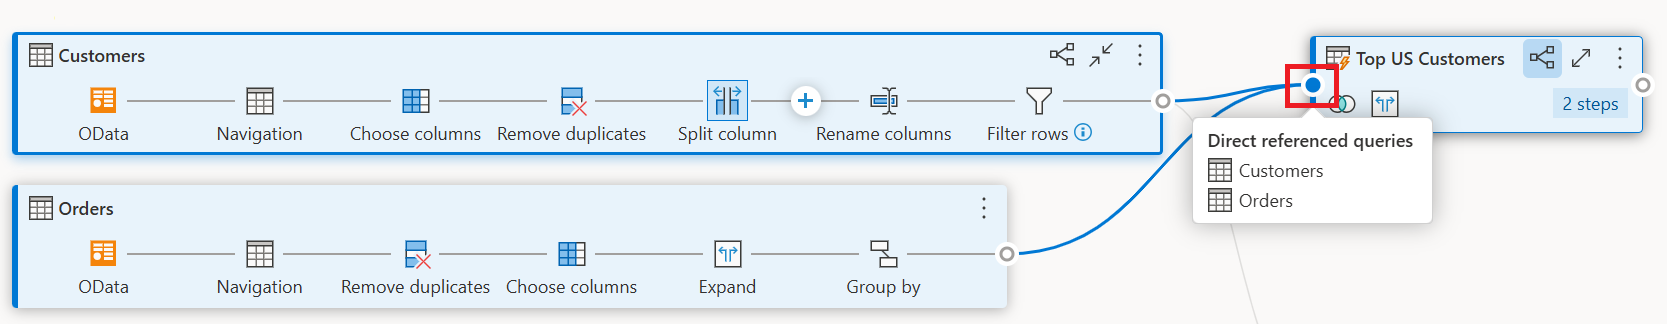 Customers
OData
Navigation
Choose columns
Remove duplicates
Split column
Rename columns
Filter rows
Top US Customers
2 steps
Direct referenced queries
Customers
Orders
Orders
OData
Navigation
Remove duplicates
Choose columns
Expand
Group by